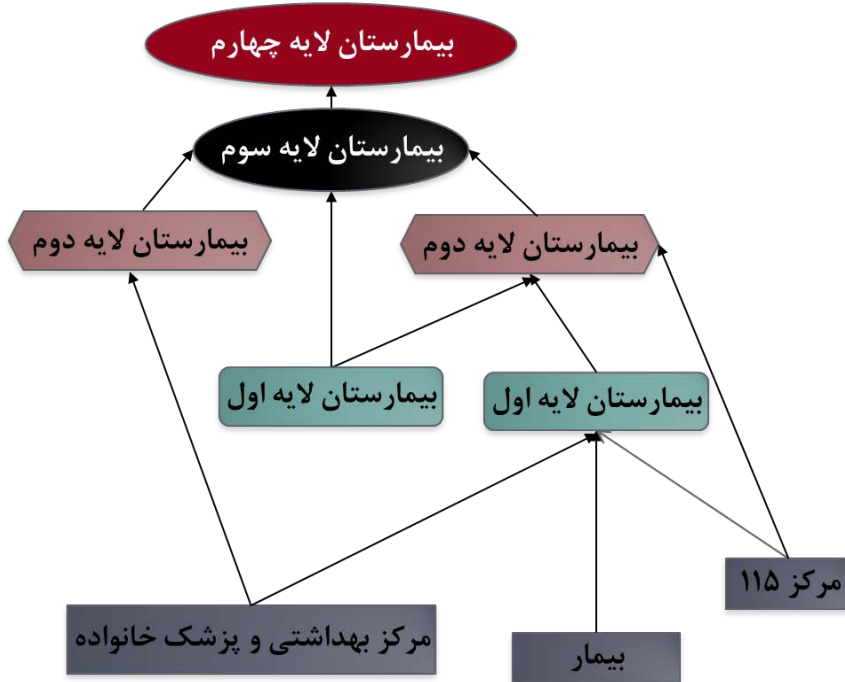 بیمارستان لایه چهارم
بیمارستان لایه سوم
بیمارستان لایه دوم
بیمارستان لایه دوم
بیمارستان لایه اول
بیمارستان لایه اول
مرکز ۱۱۵
مرکز بهداشتی و پزشک خانواده
بیمار